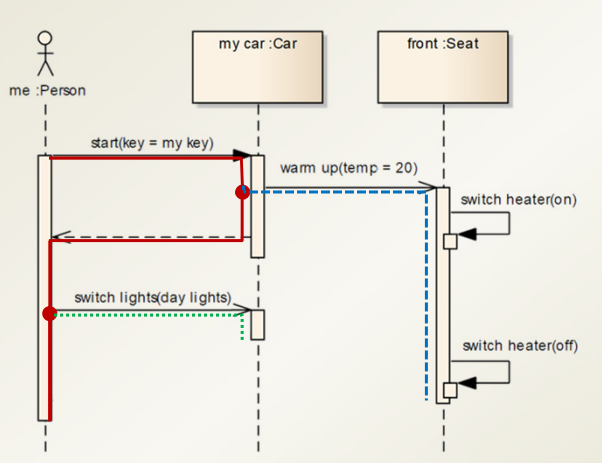 my car :Car
front :Seat
me :Person
start(key = my key)
warm up(temp = 20)
switch heater(on)
switch lights(day lights)
switch heater(off)